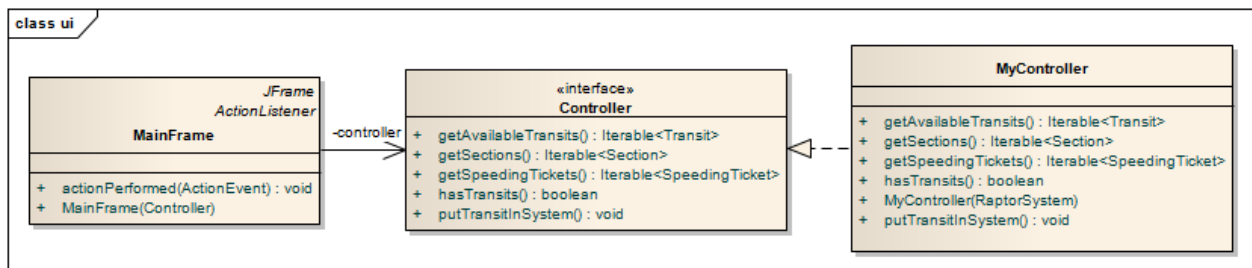 class ui
JFrame
ActionListener
MainFrame
+ actionPerformed(ActionEvent) : void
+ MainFrame(Controller)
-controller
«interface»
Controller
+ getAvailableTransits() : Iterable<Transit>
+ getSections() : Iterable<Section>
+ getSpeedingTickets() : Iterable<SpeedingTicket>
+ hasTransits() : boolean
+ putTransitInSystem() : void
MyController
+ getAvailableTransits() : Iterable<Transit>
+ getSections() : Iterable<Section>
+ getSpeedingTickets() : Iterable<SpeedingTicket>
+ hasTransits() : boolean
+ MyController(RaptorSystem)
+ putTransitInSystem() : void